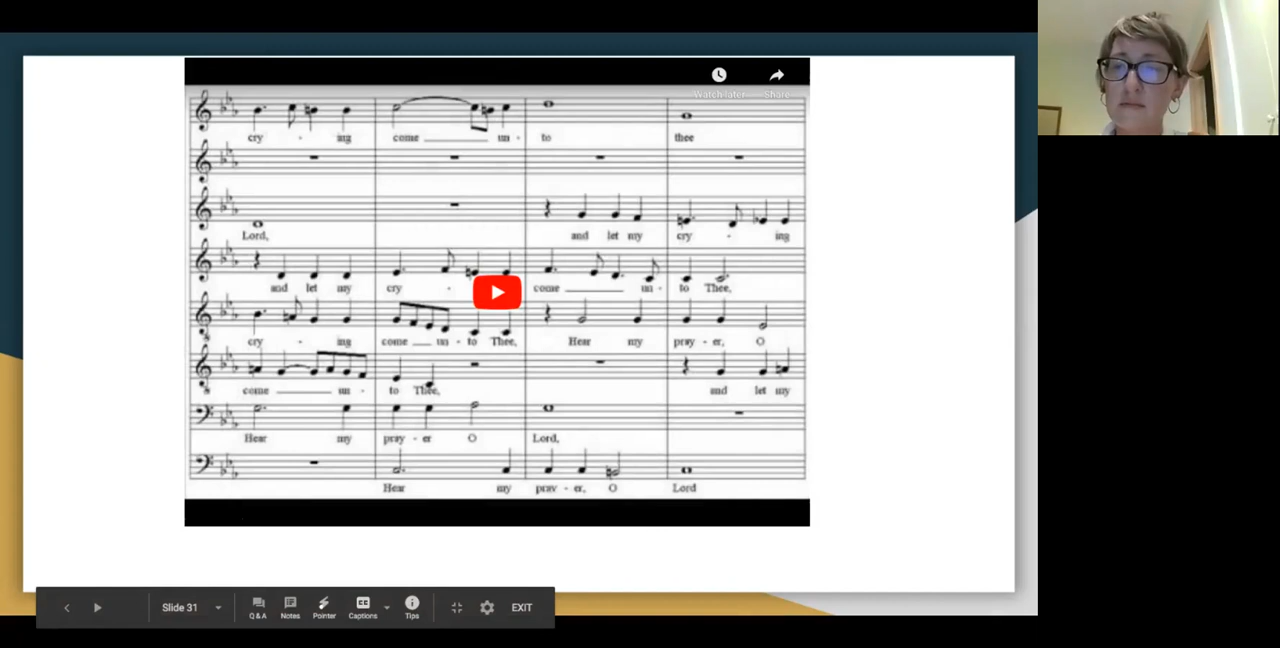 Watch later Share
cry - ing come un - to thee
Lord, and let my cry - ing
and let my cry - come un - to Thee,
cry - ing come un - to Thee, Hear my pray - er, O
come un - to Thee, and let my
Hear my pray - er O Lord,
Hear my pray - er, O Lord
Slide 31
Q & A Notes Pointer Captions Tips EXIT
CC